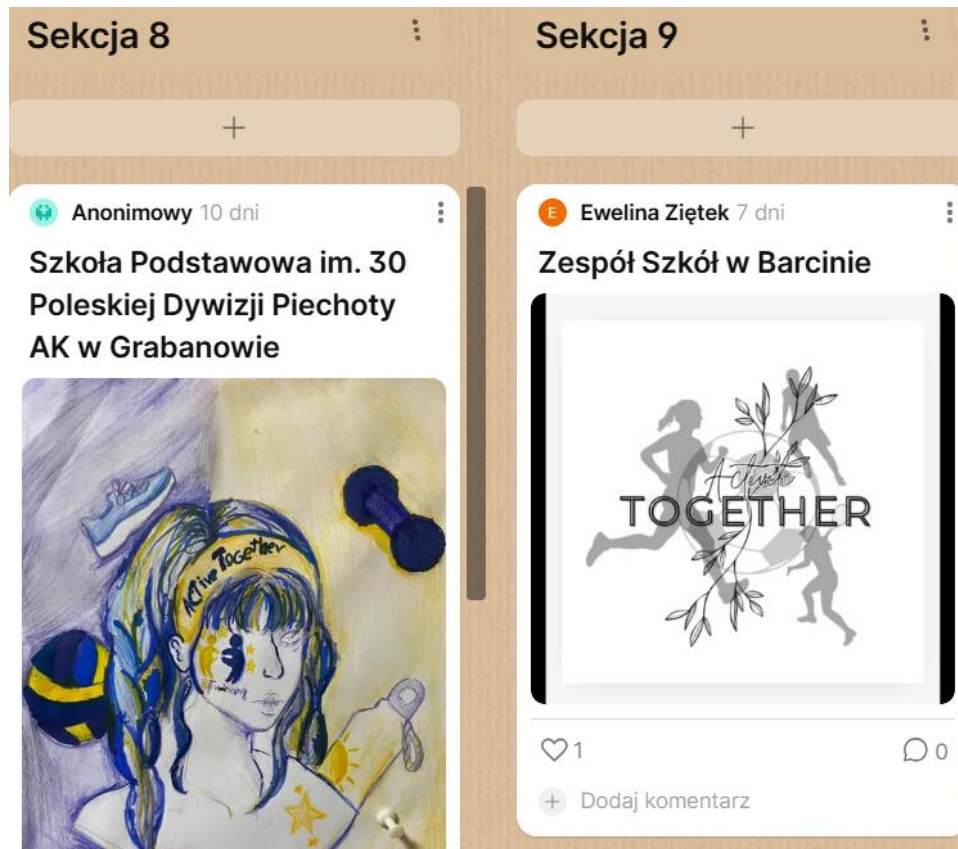 Sekcja 8
Anonimowy 10 dni
Szkoła Podstawowa im. 30
Poleskiej Dywizji Piechoty
AK w Grabanowie
ACTive TOGETHER
Sekcja 9
E Ewelina Ziętek 7 dni
Zespół Szkół w Barcinie
Active
TOGETHER
1
0
Dodaj komentarz